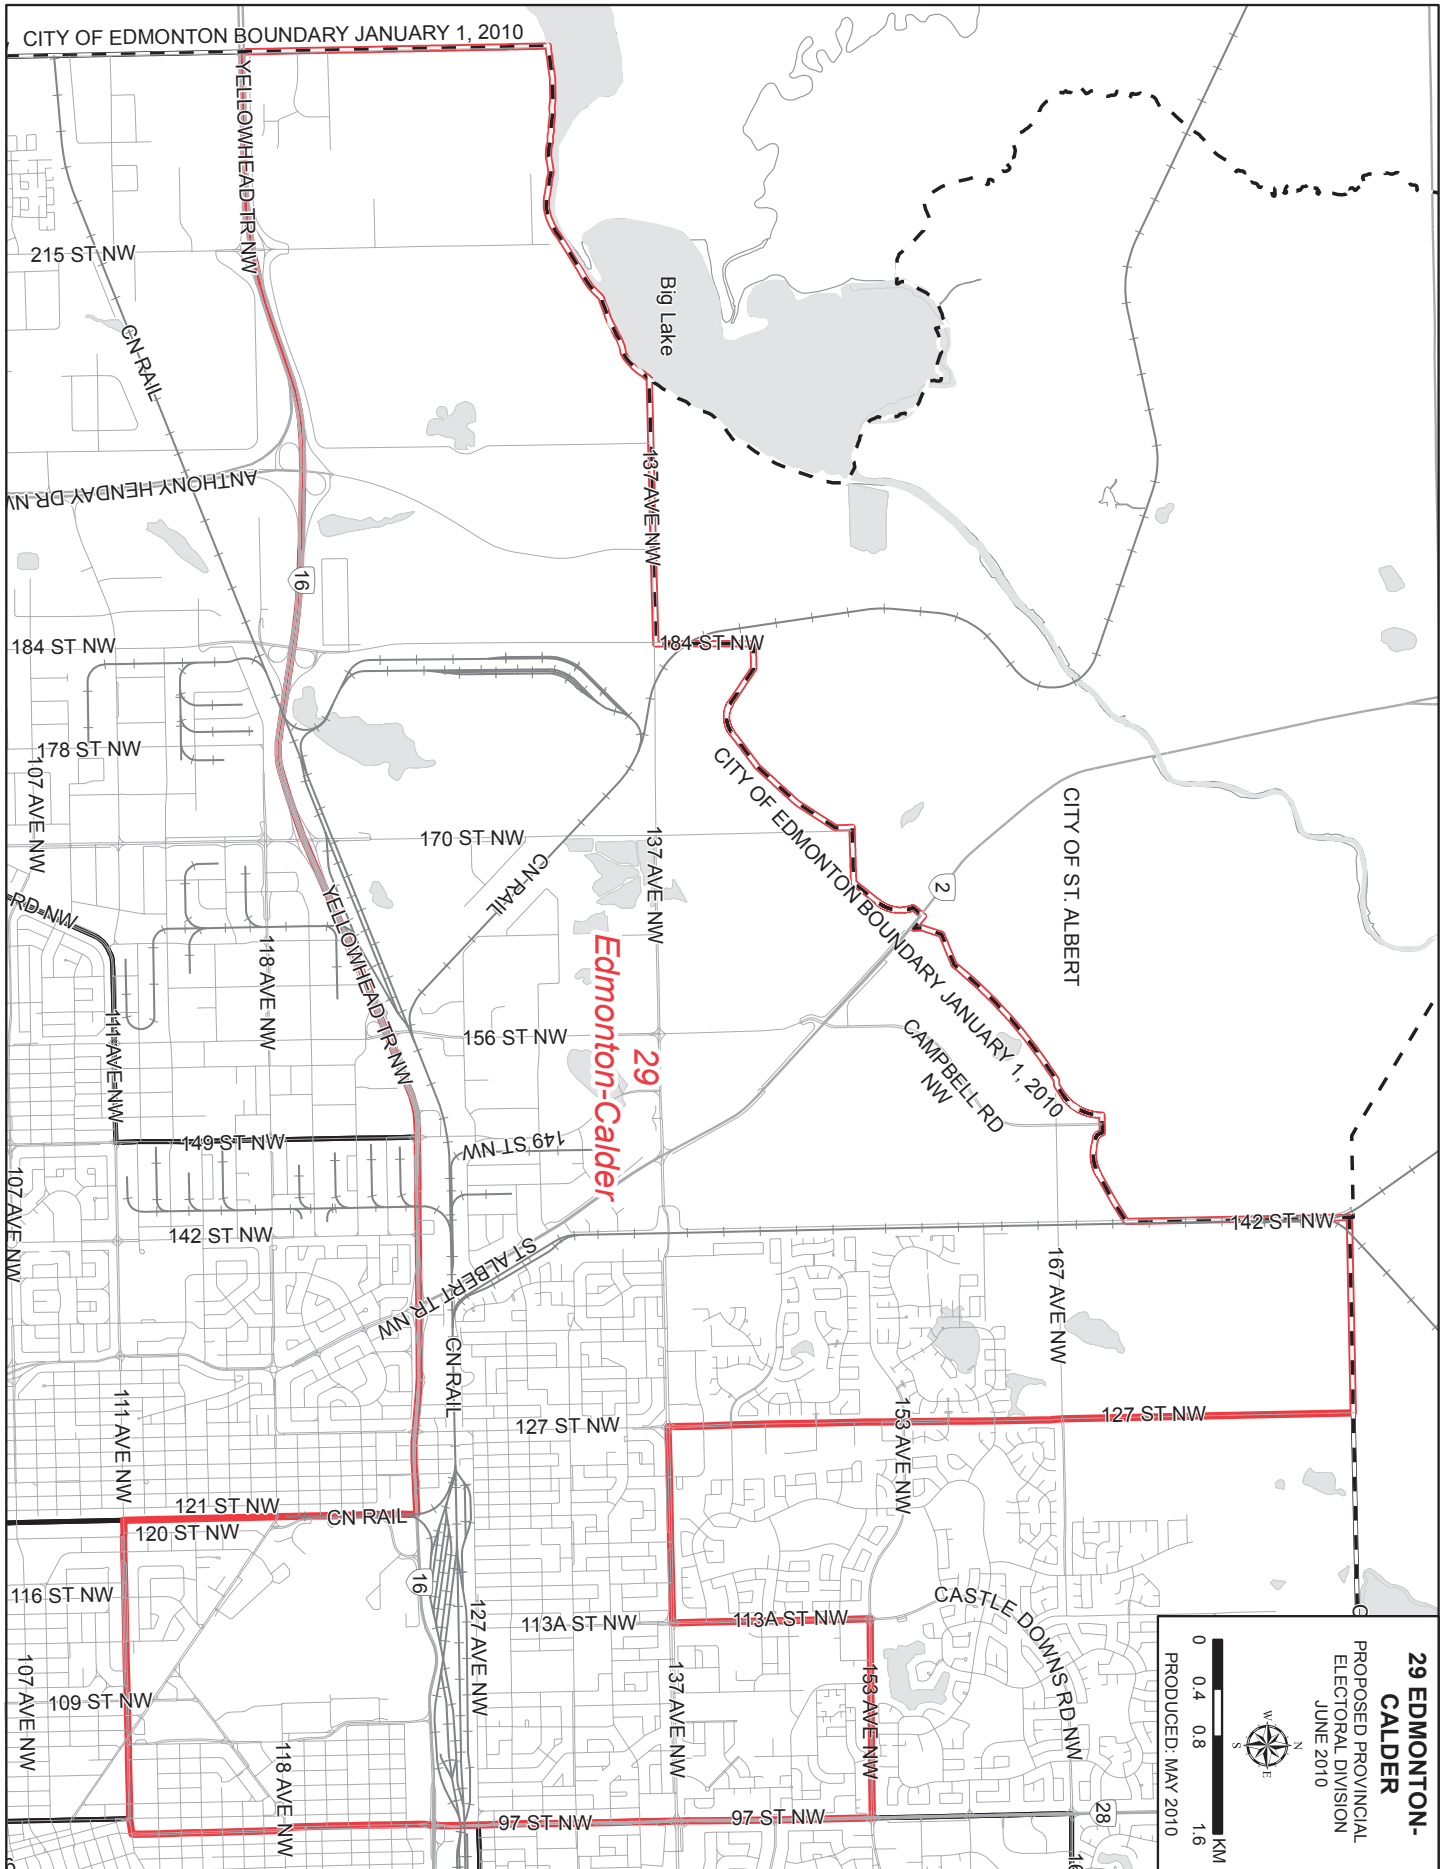 29 EDMONTON-
CALDER
PROPOSED PROVINCIAL
ELECTORAL DIVISION
JUNE 2010
N
W
E
S
0 0.4 0.8 1.6
KM
PRODUCED: MAY 2010
CITY OF EDMONTON BOUNDARY JANUARY 1, 2010
YELLOWHEAD TR NW
215 ST NW
CN RAIL
ANTHONY HENDAY DR NW
Big Lake
137 AVE NW
16
184 ST NW
184 ST NW
178 ST NW
107 AVE NW
170 ST NW
CN RAIL
137 AVE NW
CITY OF EDMONTON BOUNDARY JANUARY 1, 2010
2
CITY OF ST. ALBERT
RD NW
118 AVE NW
YELLOWHEAD TR NW
111 AVE NW
156 ST NW
29
Edmonton-Calder
CAMPBELL RD
NW
149 ST NW
149 ST NW
107 AVE NW
142 ST NW
142 ST NW
ST ALBERT TR NW
167 AVE NW
CN RAIL
111 AVE NW
127 ST NW
127 ST NW
153 AVE NW
121 ST NW
120 ST NW
CN RAIL
16
116 ST NW
127 AVE NW
113A ST NW
113A ST NW
CASTLE DOWNS RD NW
107 AVE NW
109 ST NW
118 AVE NW
137 AVE NW
153 AVE NW
97 ST NW
97 ST NW
28